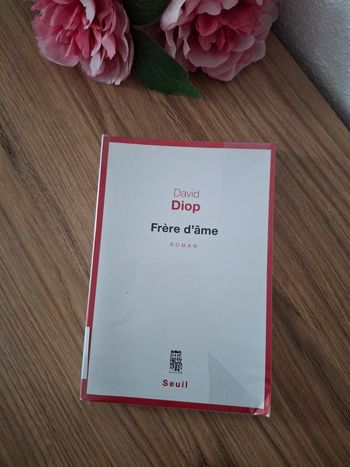 David
Diop
Frère d'âme
ROMAN
Seuil